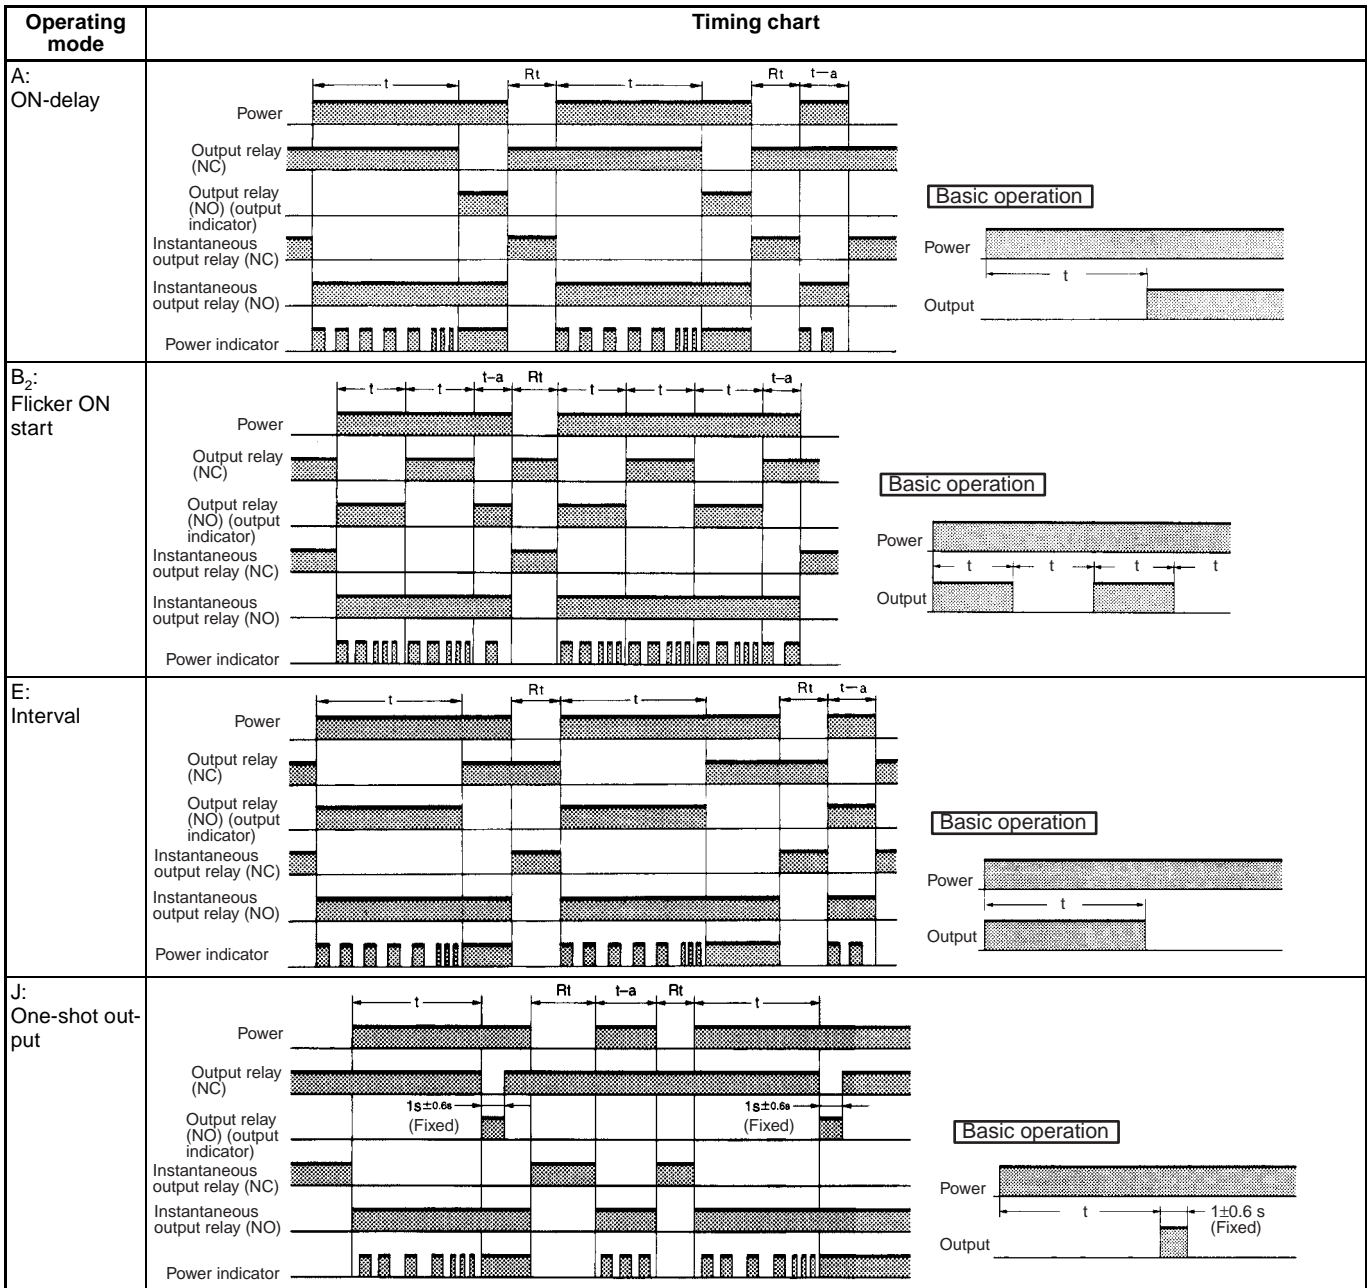 Operating
mode
Timing chart
A:
ON-delay
t
Rt
t
Rt
t–a
Power
Output relay
(NC)
Output relay
(NO) (output
indicator)
Instantaneous
output relay (NC)
Instantaneous
output relay (NO)
Power indicator
Basic operation
Power
t
Output
B2:
Flicker ON
start
t
t
t–a
Rt
t
t
t
t–a
Power
Output relay
(NC)
Output relay
(NO) (output
indicator)
Instantaneous
output relay (NC)
Instantaneous
output relay (NO)
Power indicator
Basic operation
Power
t
t
t
t
Output
E:
Interval
t
Rt
t
Rt
t–a
Power
Output relay
(NC)
Output relay
(NO) (output
indicator)
Instantaneous
output relay (NC)
Instantaneous
output relay (NO)
Power indicator
Basic operation
Power
t
Output
J:
One-shot out-
put
t
Rt
t–a
Rt
t
Power
Output relay
(NC)
1s±0.6s
(Fixed)
1s±0.6s
(Fixed)
Output relay
(NO) (output
indicator)
Instantaneous
output relay (NC)
Instantaneous
output relay (NO)
Power indicator
Basic operation
Power
t
1±0.6 s
(Fixed)
Output